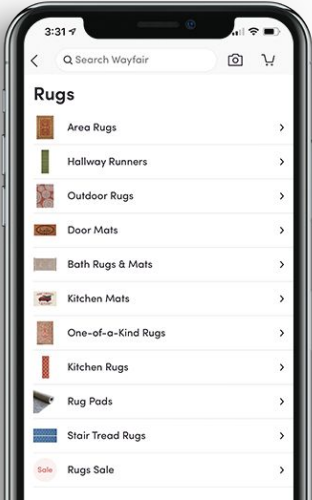 3:31
Search Wayfair
Rugs
Area Rugs
Hallway Runners
Outdoor Rugs
Door Mats
Bath Rugs & Mats
Kitchen Mats
One-of-a-Kind Rugs
Kitchen Rugs
Rug Pads
Stair Tread Rugs
Sale Rugs Sale